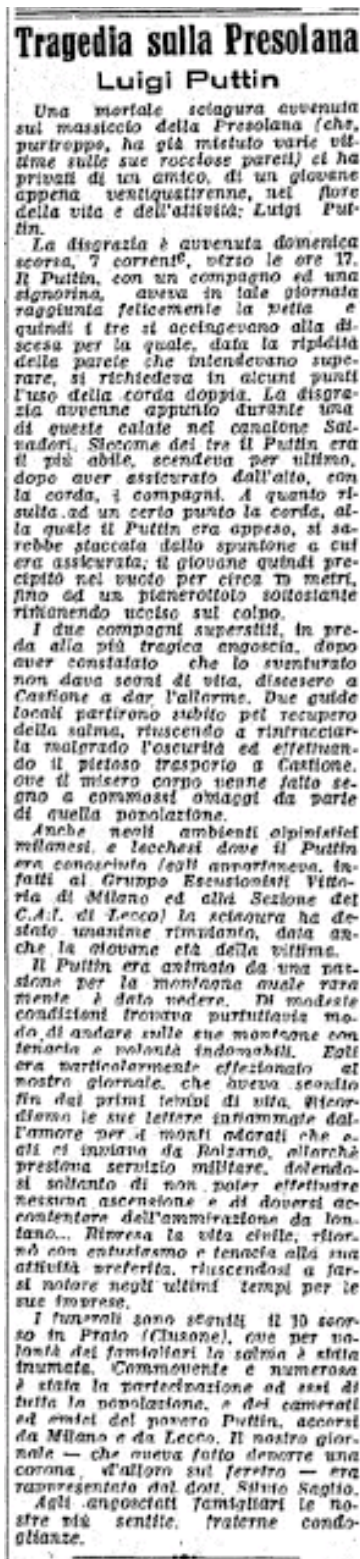 Tragedia sulla Presolana
Luigi Puttin
Una mortale sciagura avvenuta
sul massiccio della Presolana (che,
purtroppo, ha già mietuto varie vit-
time sulle sue rocciose pareti) ci ha
privati di un amico, di un giovane
appena ventiquattrenne, nel fiore
della vita e dell'attività: Luigi Put-
tin.
La disgrazia è avvenuta domenica
scorsa, 7 corrente, verso le ore 17.
Il Puttin, con un compagno ed una
signorina, aveva in tale giornata
raggiunta felicemente la vetta e
quindi i tre si accingevano alla di-
scesa per la quale, data la ripidità
della parete che intendevano supe-
rare, si richiedeva in alcuni punti
l'uso della corda doppia. La disgra-
zia avvenne appunto durante una
di queste calate nel canalone Sal-
vadori. Siccome dei tre il Puttin era
il più abile, scendeva per ultimo,
dopo aver assicurato dall'alto, con
la corda, i compagni. A quanto ri-
sulta ad un certo punto la corda, al-
la quale il Puttin era appeso, si sa-
rebbe staccata dallo spuntone a cui
era assicurata; il giovane quindi pre-
cipitò nel vuoto per circa metri,
fino ad un pianerottolo sottostante
rimanendo ucciso sul colpo.
I due compagni superstiti, in pre-
da alla più tragica angoscia, dopo
aver constatato che lo sventurato
non dava segni di vita, discesero a
Castione a dar l'allarme. Due guide
locali partirono subito pel recupero
della salma, riuscendo a rintracciar-
la malgrado l'oscurità ed effettuan-
do il pietoso trasporto a Castione,
ove il misero corpo venne fatto se-
gno a commossi omaggi da parte
di quella popolazione.
Anche negli ambienti alpinistici
milanesi, e lecchesi dove il Puttin
era conosciuto (egli apparteneva, in-
fatti al Gruppo Escursionisti Vitto-
ria di Milano ed alla Sezione del
C.A.I. di Lecco) la sciagura ha de-
stato unanime rimpianto, data an-
che la giovane età della vittima.
Il Puttin era animato da una pas-
sione per la montagna quale rara
mente è dato vedere. Di modeste
condizioni trovava purtuttavia mo-
do di andare sulle sue montagne con
tenacia e volontà indomabili. Egli
era particolarmente affezionato al
nostro giornale, che aveva seguito
fin dai primi tempi di vita. Ricor-
diamo le sue lettere infiammate dal-
l'amore per i monti adorati che e-
gli ci inviava da Bolzano, allorchè
prestava servizio militare, dolendo-
si soltanto di non poter effettuare
nessuna ascensione e di doversi ac-
contentare dell'ammirazione da lon-
tano... Ripresa la vita civile, ritor-
nò con entusiasmo e tenacia alla sua
attività preferita, riuscendosi a far-
si notare negli ultimi tempi per le
sue imprese.
I funerali sono seguiti il 10 scor-
so in Prato (Clusone), ove per vo-
lontà dei famigliari la salma è stata
inumata. Commovente e numerosa
è stata la partecipazione ad essi di
tutta la popolazione, e dei camerati
ed amici del povero Puttin, accorsi
da Milano e da Lecco. Il nostro gior-
nale — che aveva fatto deporre una
corona d'alloro sul feretro — era
rappresentato dal dott. Silvio Saglio.
Agli angosciati famigliari le no-
stre più sentite, fraterne condo-
glianze.